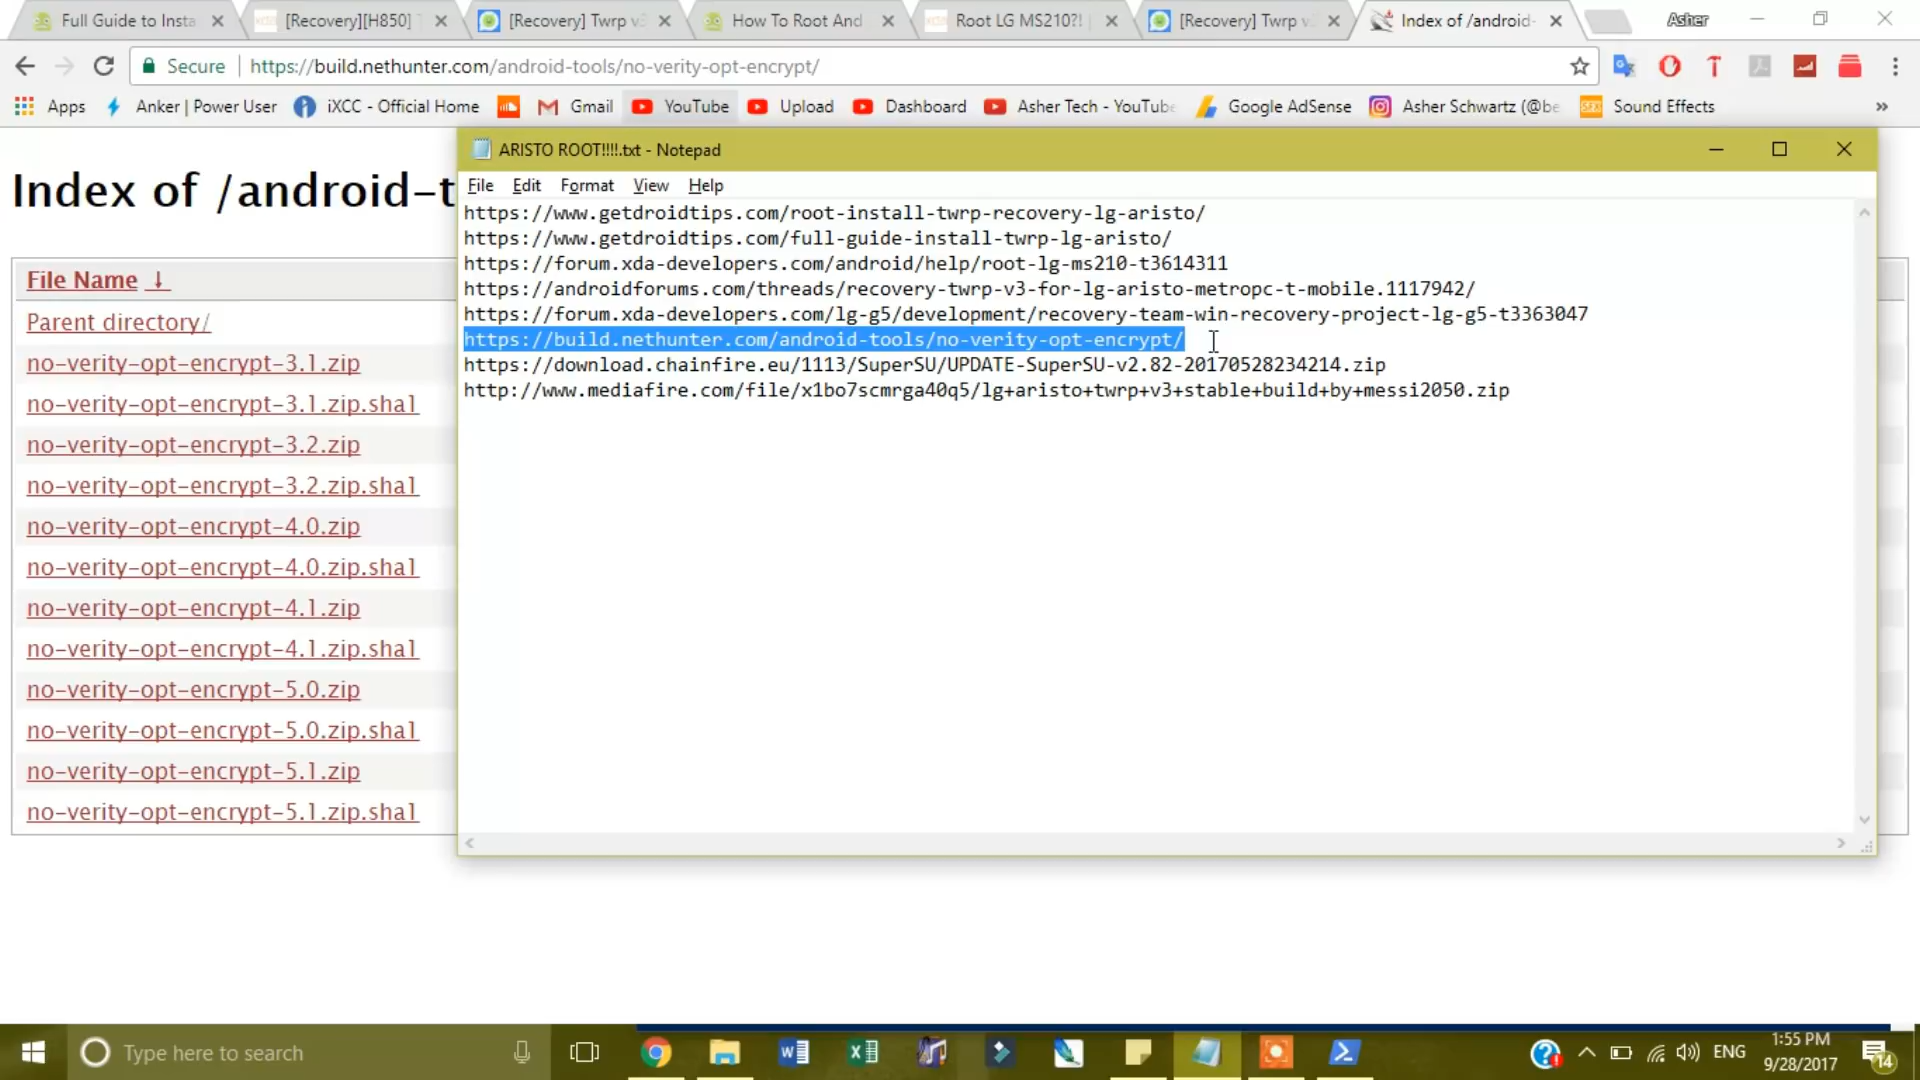 Full Guide to Insta
[Recovery][H850] T
[Recovery] Twrp v3
How To Root And
Root LG MS210?!
[Recovery] Twrp v
Index of /android-
Asher
Secure
https://build.nethunter.com/android-tools/no-verity-opt-encrypt/
Apps
Anker | Power User
iXCC - Official Home
Gmail
YouTube
Upload
Dashboard
Asher Tech - YouTube
Google AdSense
Asher Schwartz (@be
SFX
Sound Effects
»
Index of /android-t
File Name ↓
Parent directory/
no-verity-opt-encrypt-3.1.zip
no-verity-opt-encrypt-3.1.zip.sha1
no-verity-opt-encrypt-3.2.zip
no-verity-opt-encrypt-3.2.zip.sha1
no-verity-opt-encrypt-4.0.zip
no-verity-opt-encrypt-4.0.zip.sha1
no-verity-opt-encrypt-4.1.zip
no-verity-opt-encrypt-4.1.zip.sha1
no-verity-opt-encrypt-5.0.zip
no-verity-opt-encrypt-5.0.zip.sha1
no-verity-opt-encrypt-5.1.zip
no-verity-opt-encrypt-5.1.zip.sha1
ARISTO ROOT!!!!.txt - Notepad
File Edit Format View Help
https://www.getdroidtips.com/root-install-twrp-recovery-lg-aristo/
https://www.getdroidtips.com/full-guide-install-twrp-lg-aristo/
https://forum.xda-developers.com/android/help/root-lg-ms210-t3614311
https://androidforums.com/threads/recovery-twrp-v3-for-lg-aristo-metropc-t-mobile.1117942/
https://forum.xda-developers.com/lg-g5/development/recovery-team-win-recovery-project-lg-g5-t3363047
https://build.nethunter.com/android-tools/no-verity-opt-encrypt/
https://download.chainfire.eu/1113/SuperSU/UPDATE-SuperSU-v2.82-20170528234214.zip
http://www.mediafire.com/file/x1bo7scmrga40q5/lg+aristo+twrp+v3+stable+build+by+messi2050.zip
Type here to search
ENG
1:55 PM
9/28/2017
14